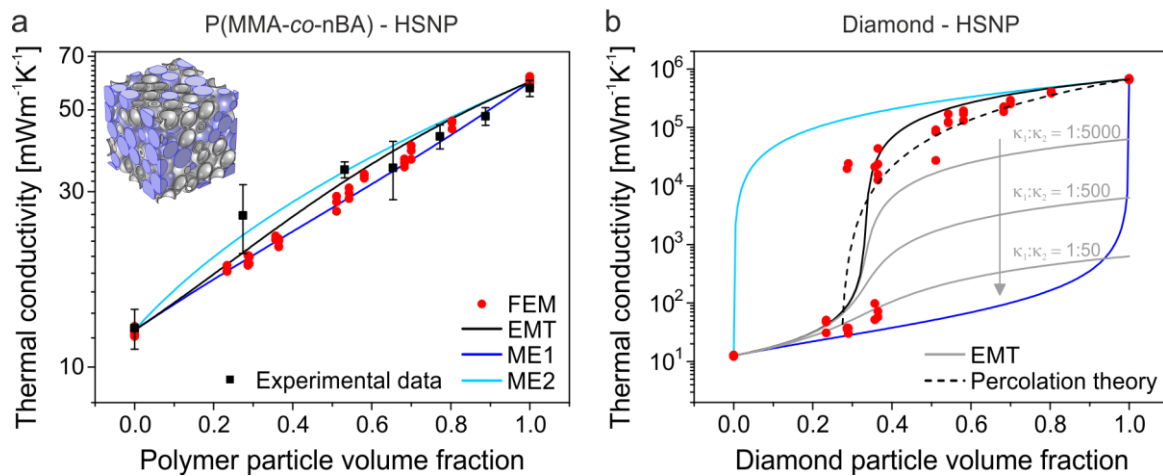 a
P(MMA-co-nBA) - HSNP
Thermal conductivity [mWm⁻¹K⁻¹]
70
50
30
10
FEM
EMT
ME1
ME2
Experimental data
0.0 0.2 0.4 0.6 0.8 1.0
Polymer particle volume fraction
b
Diamond - HSNP
Thermal conductivity [mWm⁻¹K⁻¹]
10⁶
10⁵
10⁴
10³
10²
10¹
κ₁:κ₂ = 1:5000
κ₁:κ₂ = 1:500
κ₁:κ₂ = 1:50
EMT
Percolation theory
0.0 0.2 0.4 0.6 0.8 1.0
Diamond particle volume fraction